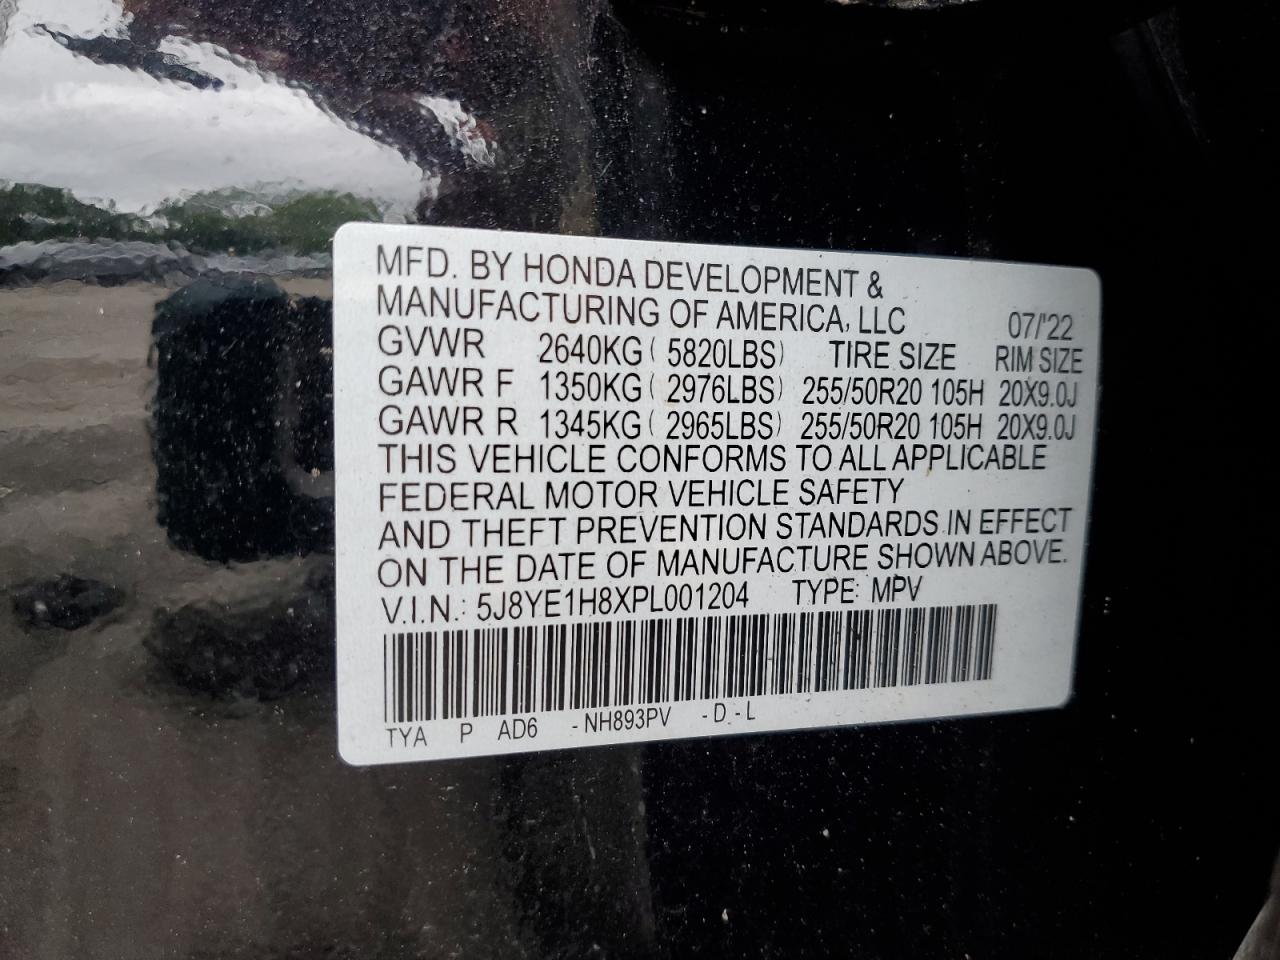 MFD. BY HONDA DEVELOPMENT &
MANUFACTURING OF AMERICA, LLC 07/'22
GVWR 2640KG ( 5820LBS) TIRE SIZE RIM SIZE
GAWR F 1350KG ( 2976LBS) 255/50R20 105H 20X9.0J
GAWR R 1345KG ( 2965LBS) 255/50R20 105H 20X9.0J
THIS VEHICLE CONFORMS TO ALL APPLICABLE
FEDERAL MOTOR VEHICLE SAFETY
AND THEFT PREVENTION STANDARDS IN EFFECT
ON THE DATE OF MANUFACTURE SHOWN ABOVE.
V.I.N.: 5J8YE1H8XPL001204 TYPE: MPV
TYA P AD6 -NH893PV -D -L